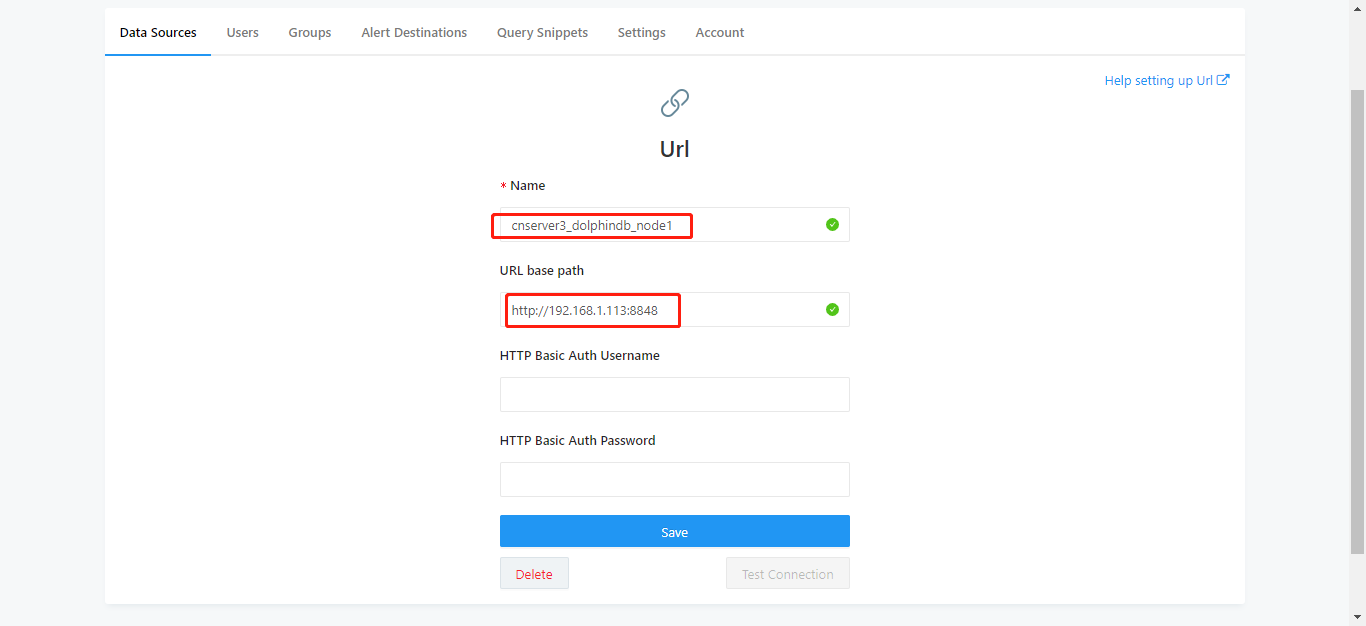 Data Sources Users Groups Alert Destinations Query Snippets Settings Account
Help setting up Url
Url
* Name
cnserver3_dolphindb_node1
URL base path
http://192.168.1.113:8848
HTTP Basic Auth Username
HTTP Basic Auth Password
Save
Delete Test Connection